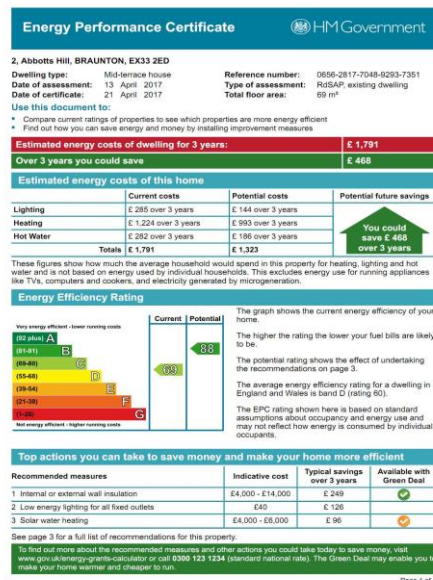 Energy Performance Certificate
HM Government
2, Abbotts Hill, BRAUNTON, EX33 2ED
Dwelling type: Mid-terrace house
Date of assessment: 13 April 2017
Date of certificate: 21 April 2017
Reference number: 0656-2817-7048-9293-7351
Type of assessment: RdSAP, existing dwelling
Total floor area: 69 m²
Use this document to:
• Compare current ratings of properties to see which properties are more energy efficient
• Find out how you can save energy and money by installing improvement measures
Estimated energy costs of dwelling for 3 years: £ 1,791
Over 3 years you could save £ 468
Estimated energy costs of this home
Current costs Potential costs Potential future savings
Lighting £ 285 over 3 years £ 144 over 3 years
Heating £ 1,224 over 3 years £ 993 over 3 years
Hot Water £ 282 over 3 years £ 186 over 3 years
Totals £ 1,791 £ 1,323
You could
save £ 468
over 3 years
These figures show how much the average household would spend in this property for heating, lighting and hot
water and is not based on energy used by individual households. This excludes energy use for running appliances
like TVs, computers and cookers, and electricity generated by microgeneration.
Energy Efficiency Rating
Current Potential
Very energy efficient - lower running costs
(92 plus) A
(81-91) B
(69-80) C
(55-68) D
(39-54) E
(21-38) F
(1-20) G
Not energy efficient - higher running costs
69
88
The graph shows the current energy efficiency of your
home.
The higher the rating the lower your fuel bills are likely
to be.
The potential rating shows the effect of undertaking
the recommendations on page 3.
The average energy efficiency rating for a dwelling in
England and Wales is band D (rating 60).
The EPC rating shown here is based on standard
assumptions about occupancy and energy use and
may not reflect how energy is consumed by individual
occupants.
Top actions you can take to save money and make your home more efficient
Recommended measures Indicative cost Typical savings over 3 years Available with Green Deal
1 Internal or external wall insulation £4,000 - £14,000 £ 249
2 Low energy lighting for all fixed outlets £40 £ 126
3 Solar water heating £4,000 - £6,000 £ 96
See page 3 for a full list of recommendations for this property.
To find out more about the recommended measures and other actions you could take today to save money, visit
www.gov.uk/energy-grants-calculator or call 0300 123 1234 (standard national rate). The Green Deal may enable you to
make your home warmer and cheaper to run.